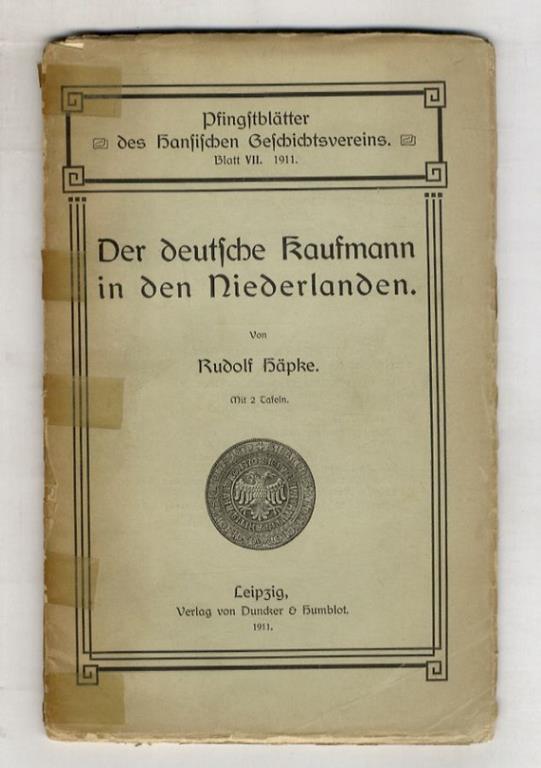 Pfingstblätter
des Hansischen Geschichtsvereins.
Blatt VII. 1911.
Der deutsche Kaufmann
in den Niederlanden.
Von
Rudolf Häpke.
Mit 2 Tafeln.
Leipzig,
Verlag von Duncker & Humblot.
1911.